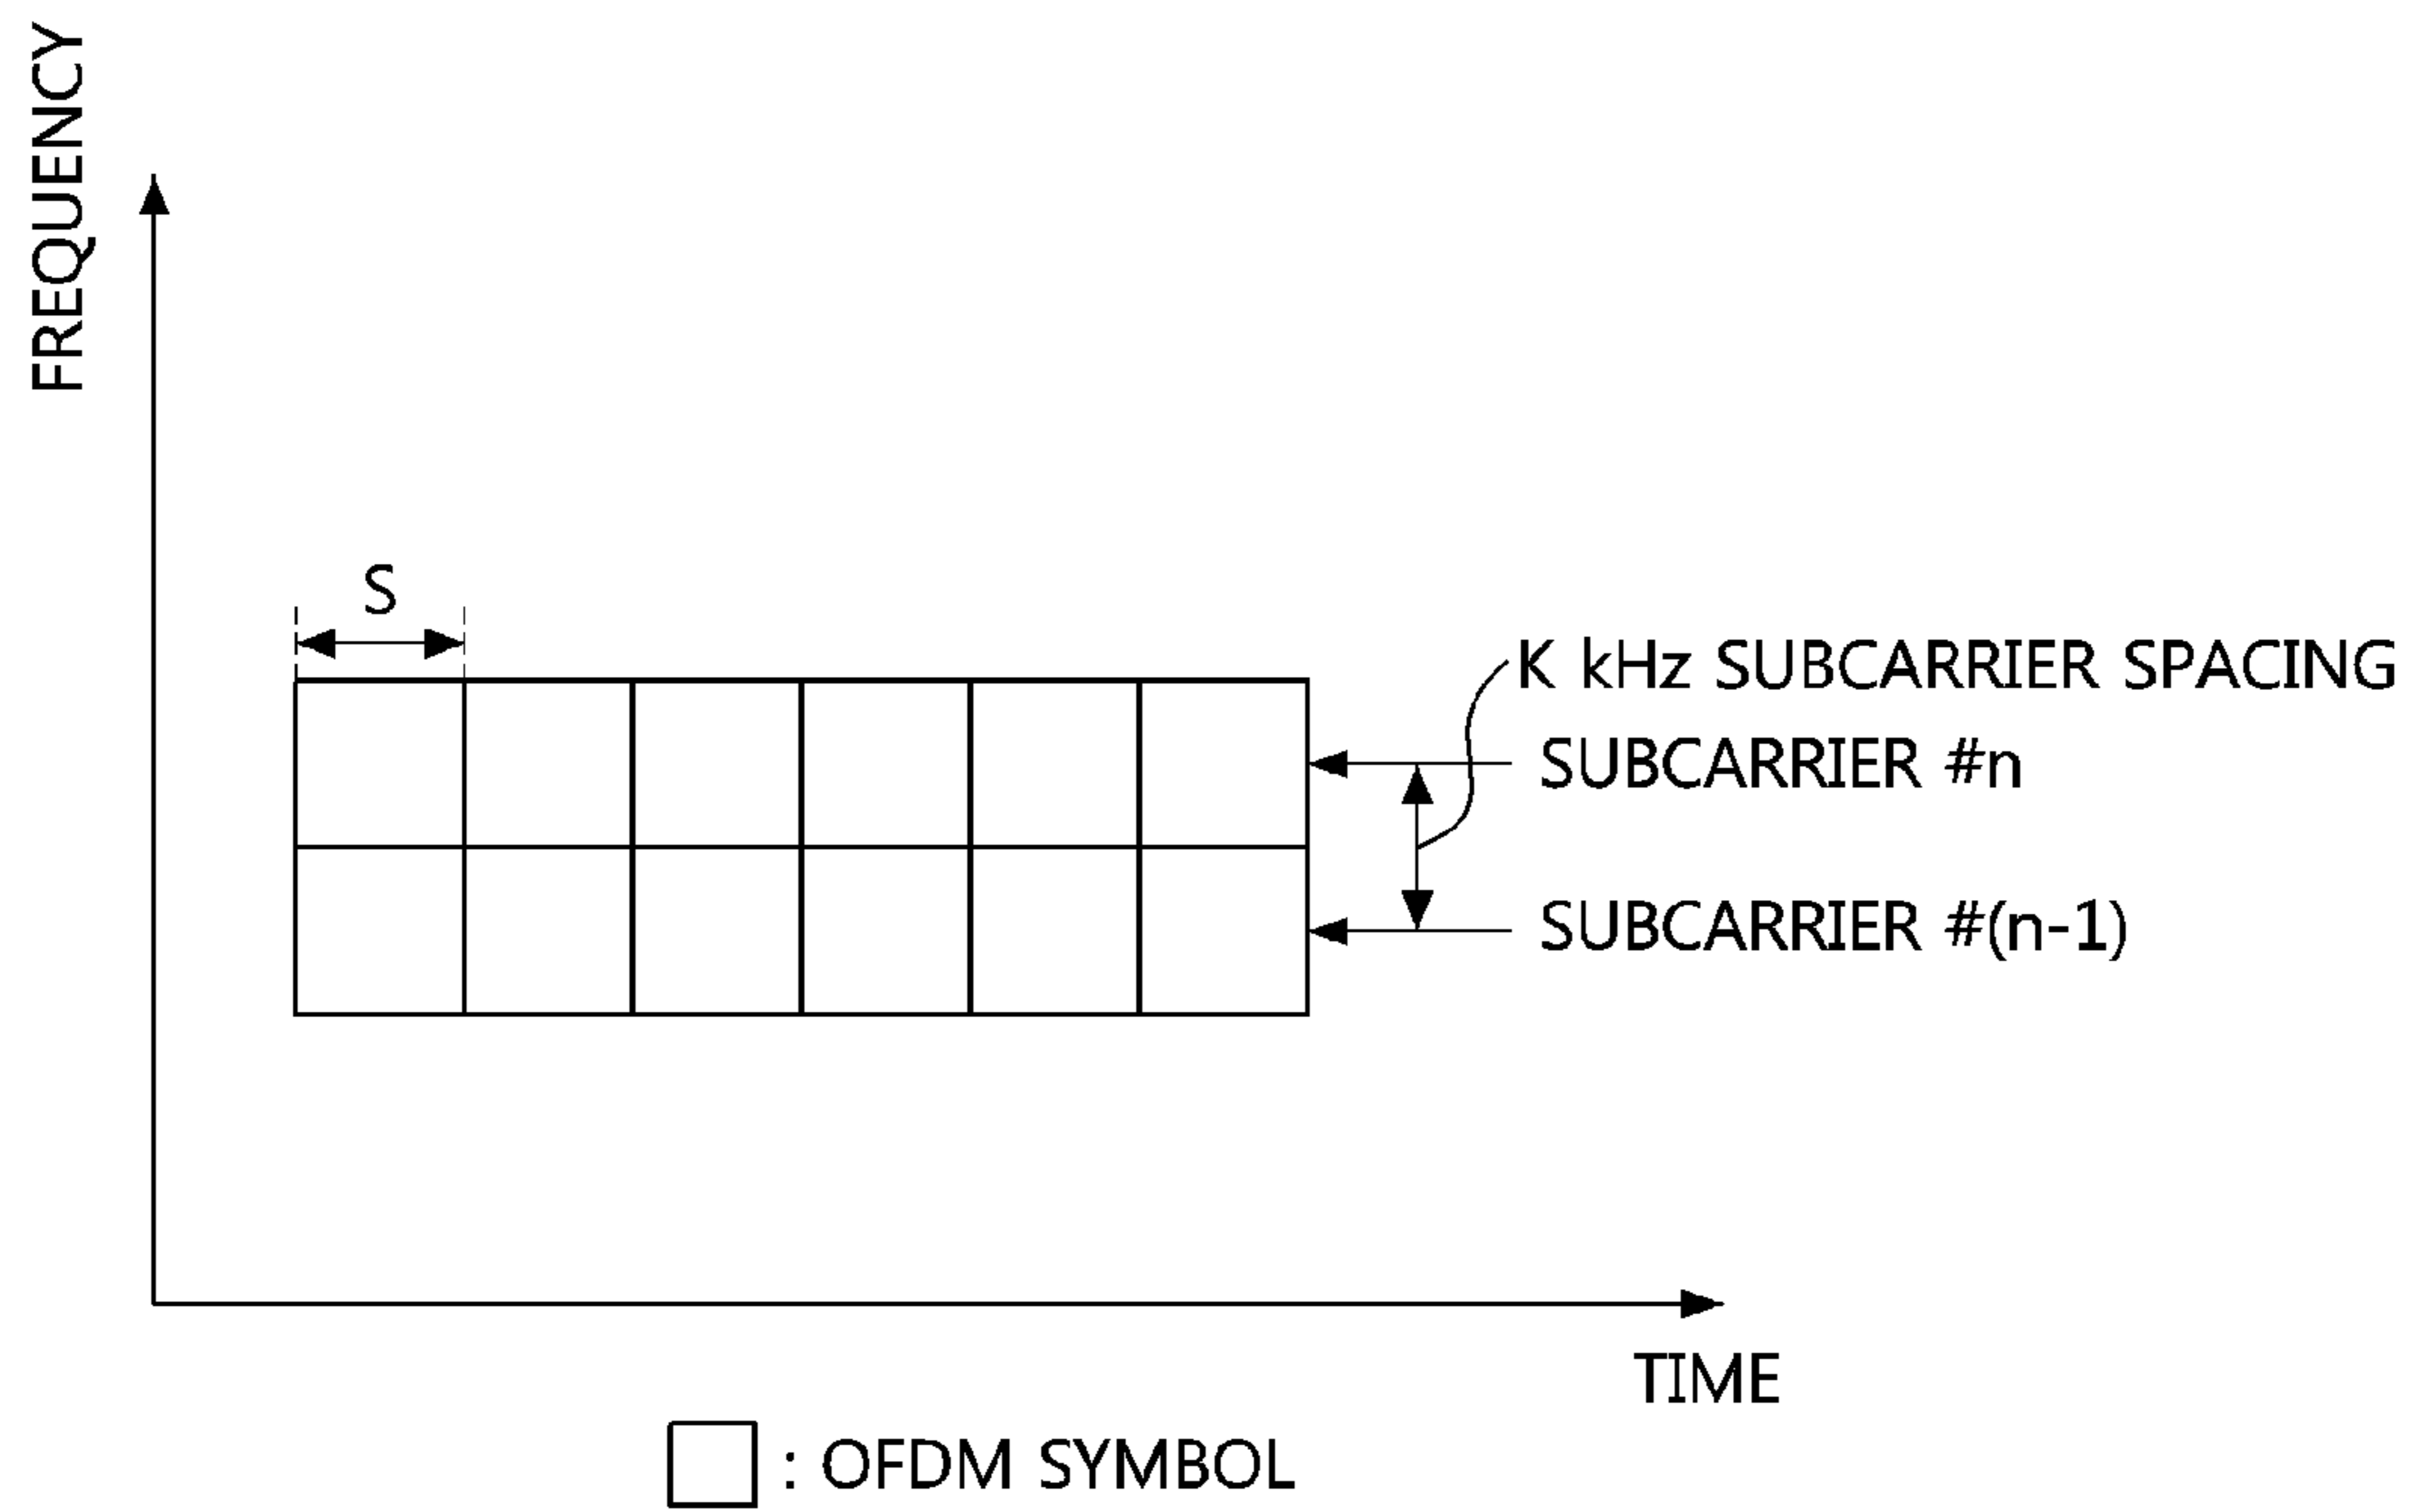 FREQUENCY
S
K kHz SUBCARRIER SPACING
SUBCARRIER #n
SUBCARRIER #(n-1)
TIME
: OFDM SYMBOL